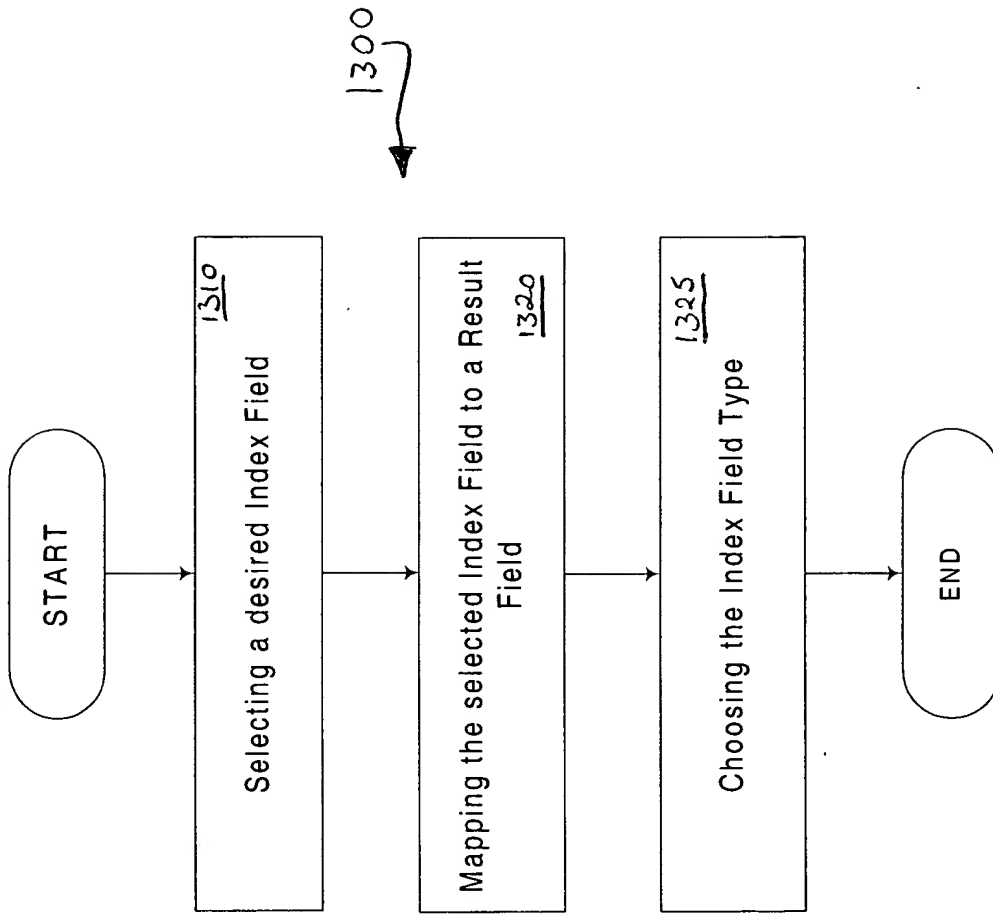 START
1310
Selecting a desired Index Field
Mapping the selected Index Field to a Result
Field
1320
1325
Choosing the Index Field Type
END
1300